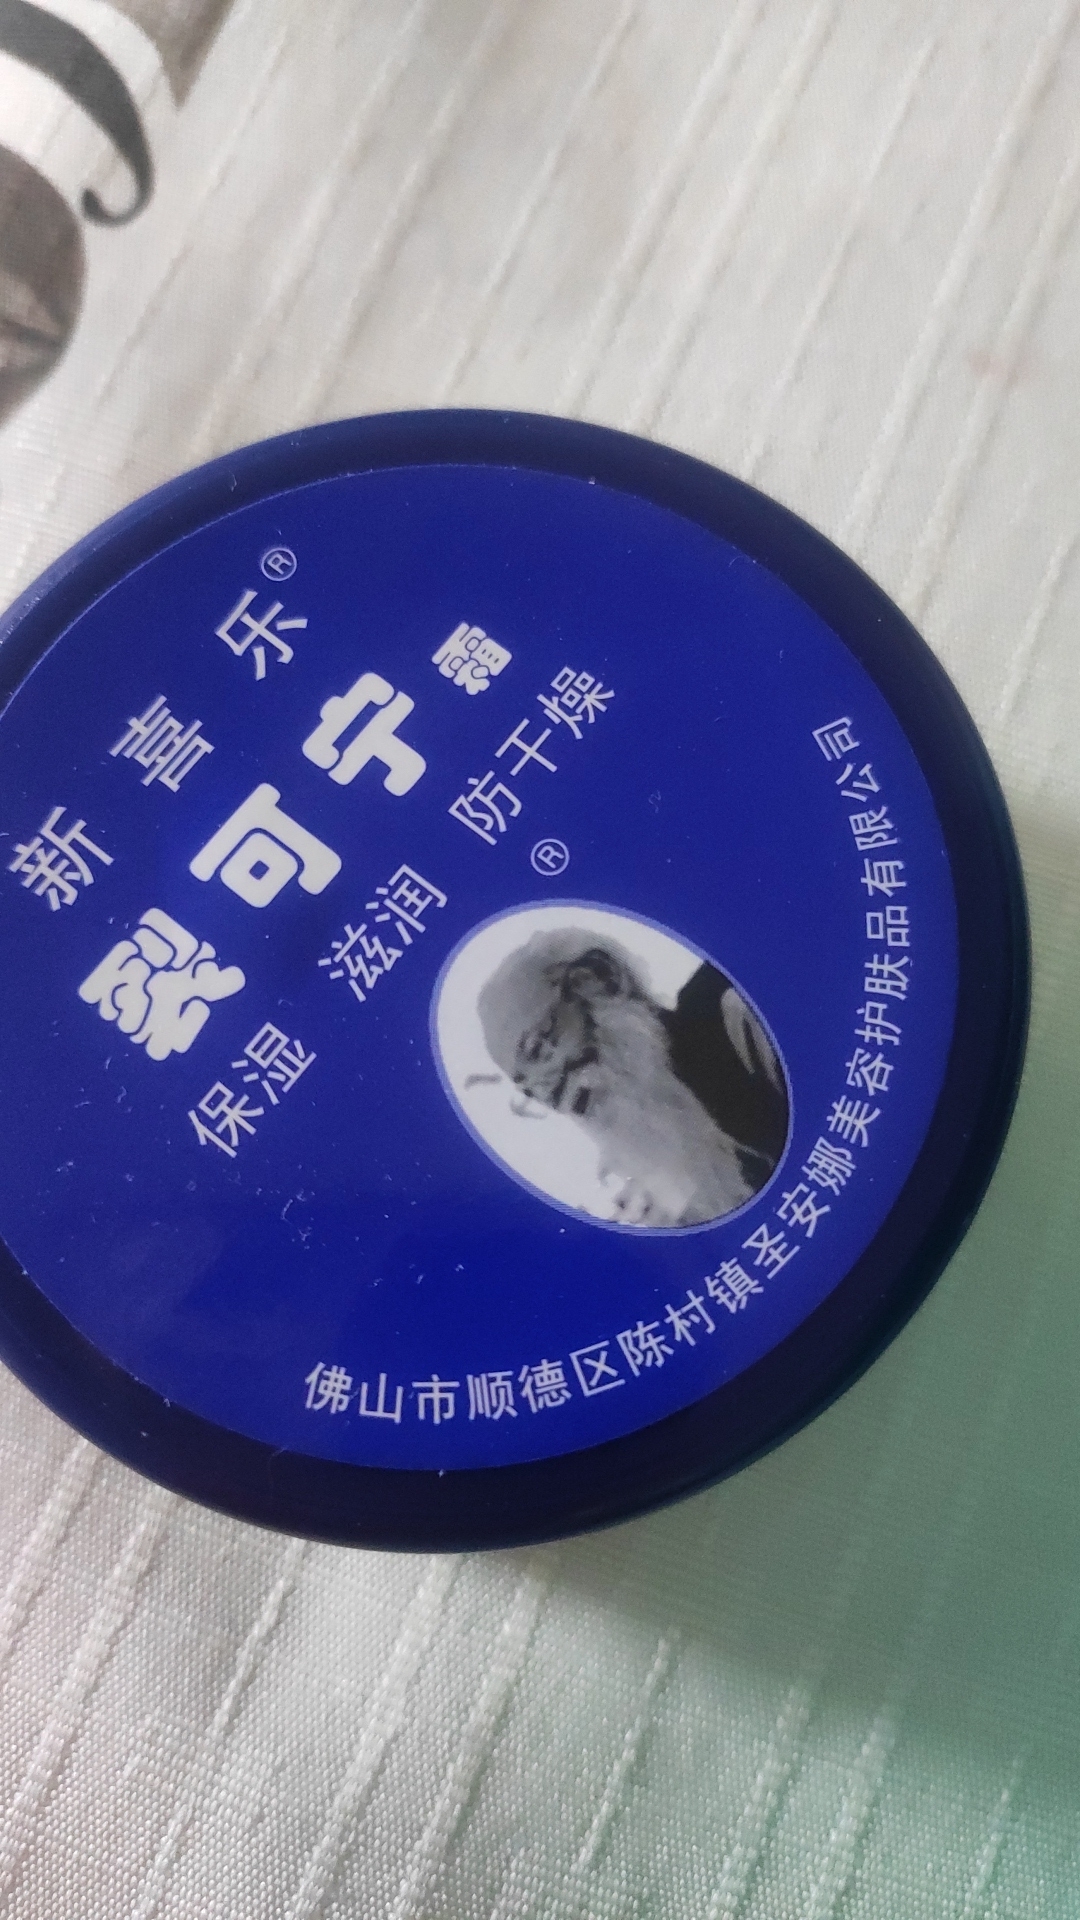 新喜乐®
裂可宁霜
保湿 滋润 防干燥
®
佛山市顺德区陈村镇圣安娜美容护肤品有限公司